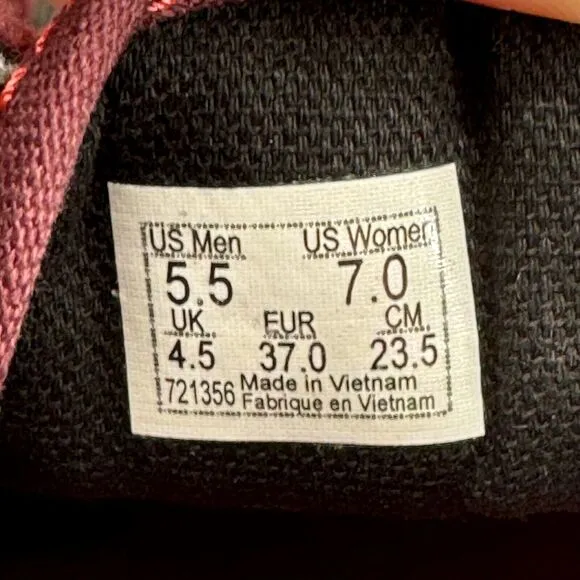 US Men US Women
5.5 7.0
UK EUR CM
4.5 37.0 23.5
721356 Made in Vietnam
Fabrique en Vietnam